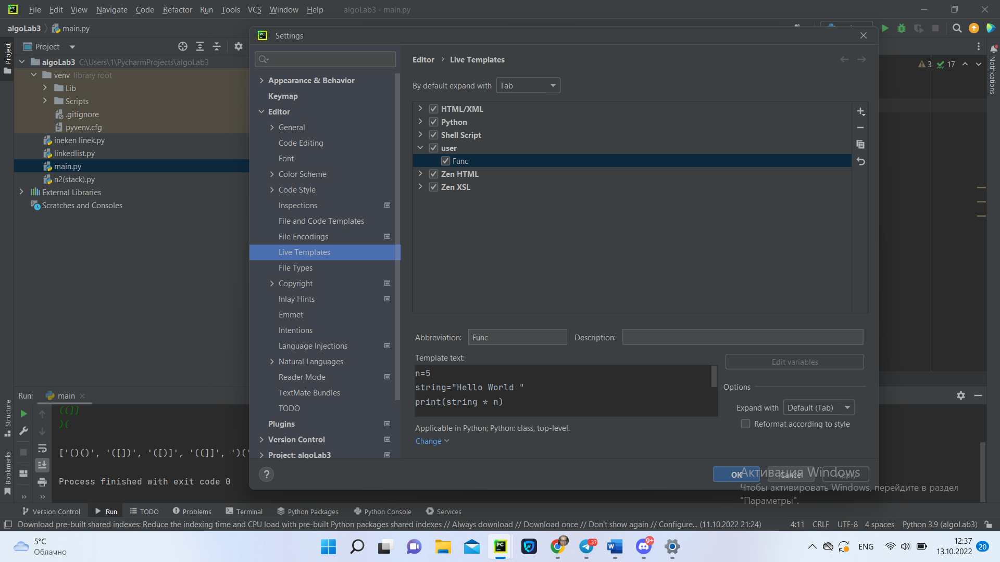 File Edit View Navigate Code Refactor Run Tools VCS Window Help algoLab3 - main.py
algoLab3 main.py
Project
algoLab3 C:\Users\1\PycharmProjects\algoLab3
venv library root
Lib
Scripts
.gitignore
pyvenv.cfg
ineken linek.py
linkedlist.py
main.py
n2(stack).py
External Libraries
Scratches and Consoles
Project
Structure
Bookmarks
Settings
Appearance & Behavior
Keymap
Editor
General
Code Editing
Font
Color Scheme
Code Style
Inspections
File and Code Templates
File Encodings
Live Templates
File Types
Copyright
Inlay Hints
Emmet
Intentions
Language Injections
Natural Languages
Reader Mode
TextMate Bundles
TODO
Plugins
Version Control
Project: algoLab3
Editor › Live Templates
By default expand with Tab
HTML/XML
Python
Shell Script
user
Func
Zen HTML
Zen XSL
Abbreviation: Func Description:
Template text:
Edit variables
n=5
string="Hello World "
print(string * n)
Options
Expand with Default (Tab)
Reformat according to style
Applicable in Python; Python: class, top-level.
Change
? OK Cancel Apply
Активация Windows
Чтобы активировать Windows, перейдите в раздел
"Параметры".
3 17
Notifications
Run: main
((]]
)(
['()()', '([])', '([)]', '((]]', ')('
Process finished with exit code 0
Version Control Run TODO Problems Terminal Python Packages Python Console Services
Download pre-built shared indexes: Reduce the indexing time and CPU load with pre-built Python packages shared indexes // Always download // Download once // Don't show again // Configure... (11.10.2022 21:24) 4:11 CRLF UTF-8 4 spaces Python 3.9 (algoLab3)
5°C
Облачно
PC
W
..37
9+
ENG
12:37
13.10.2022
20